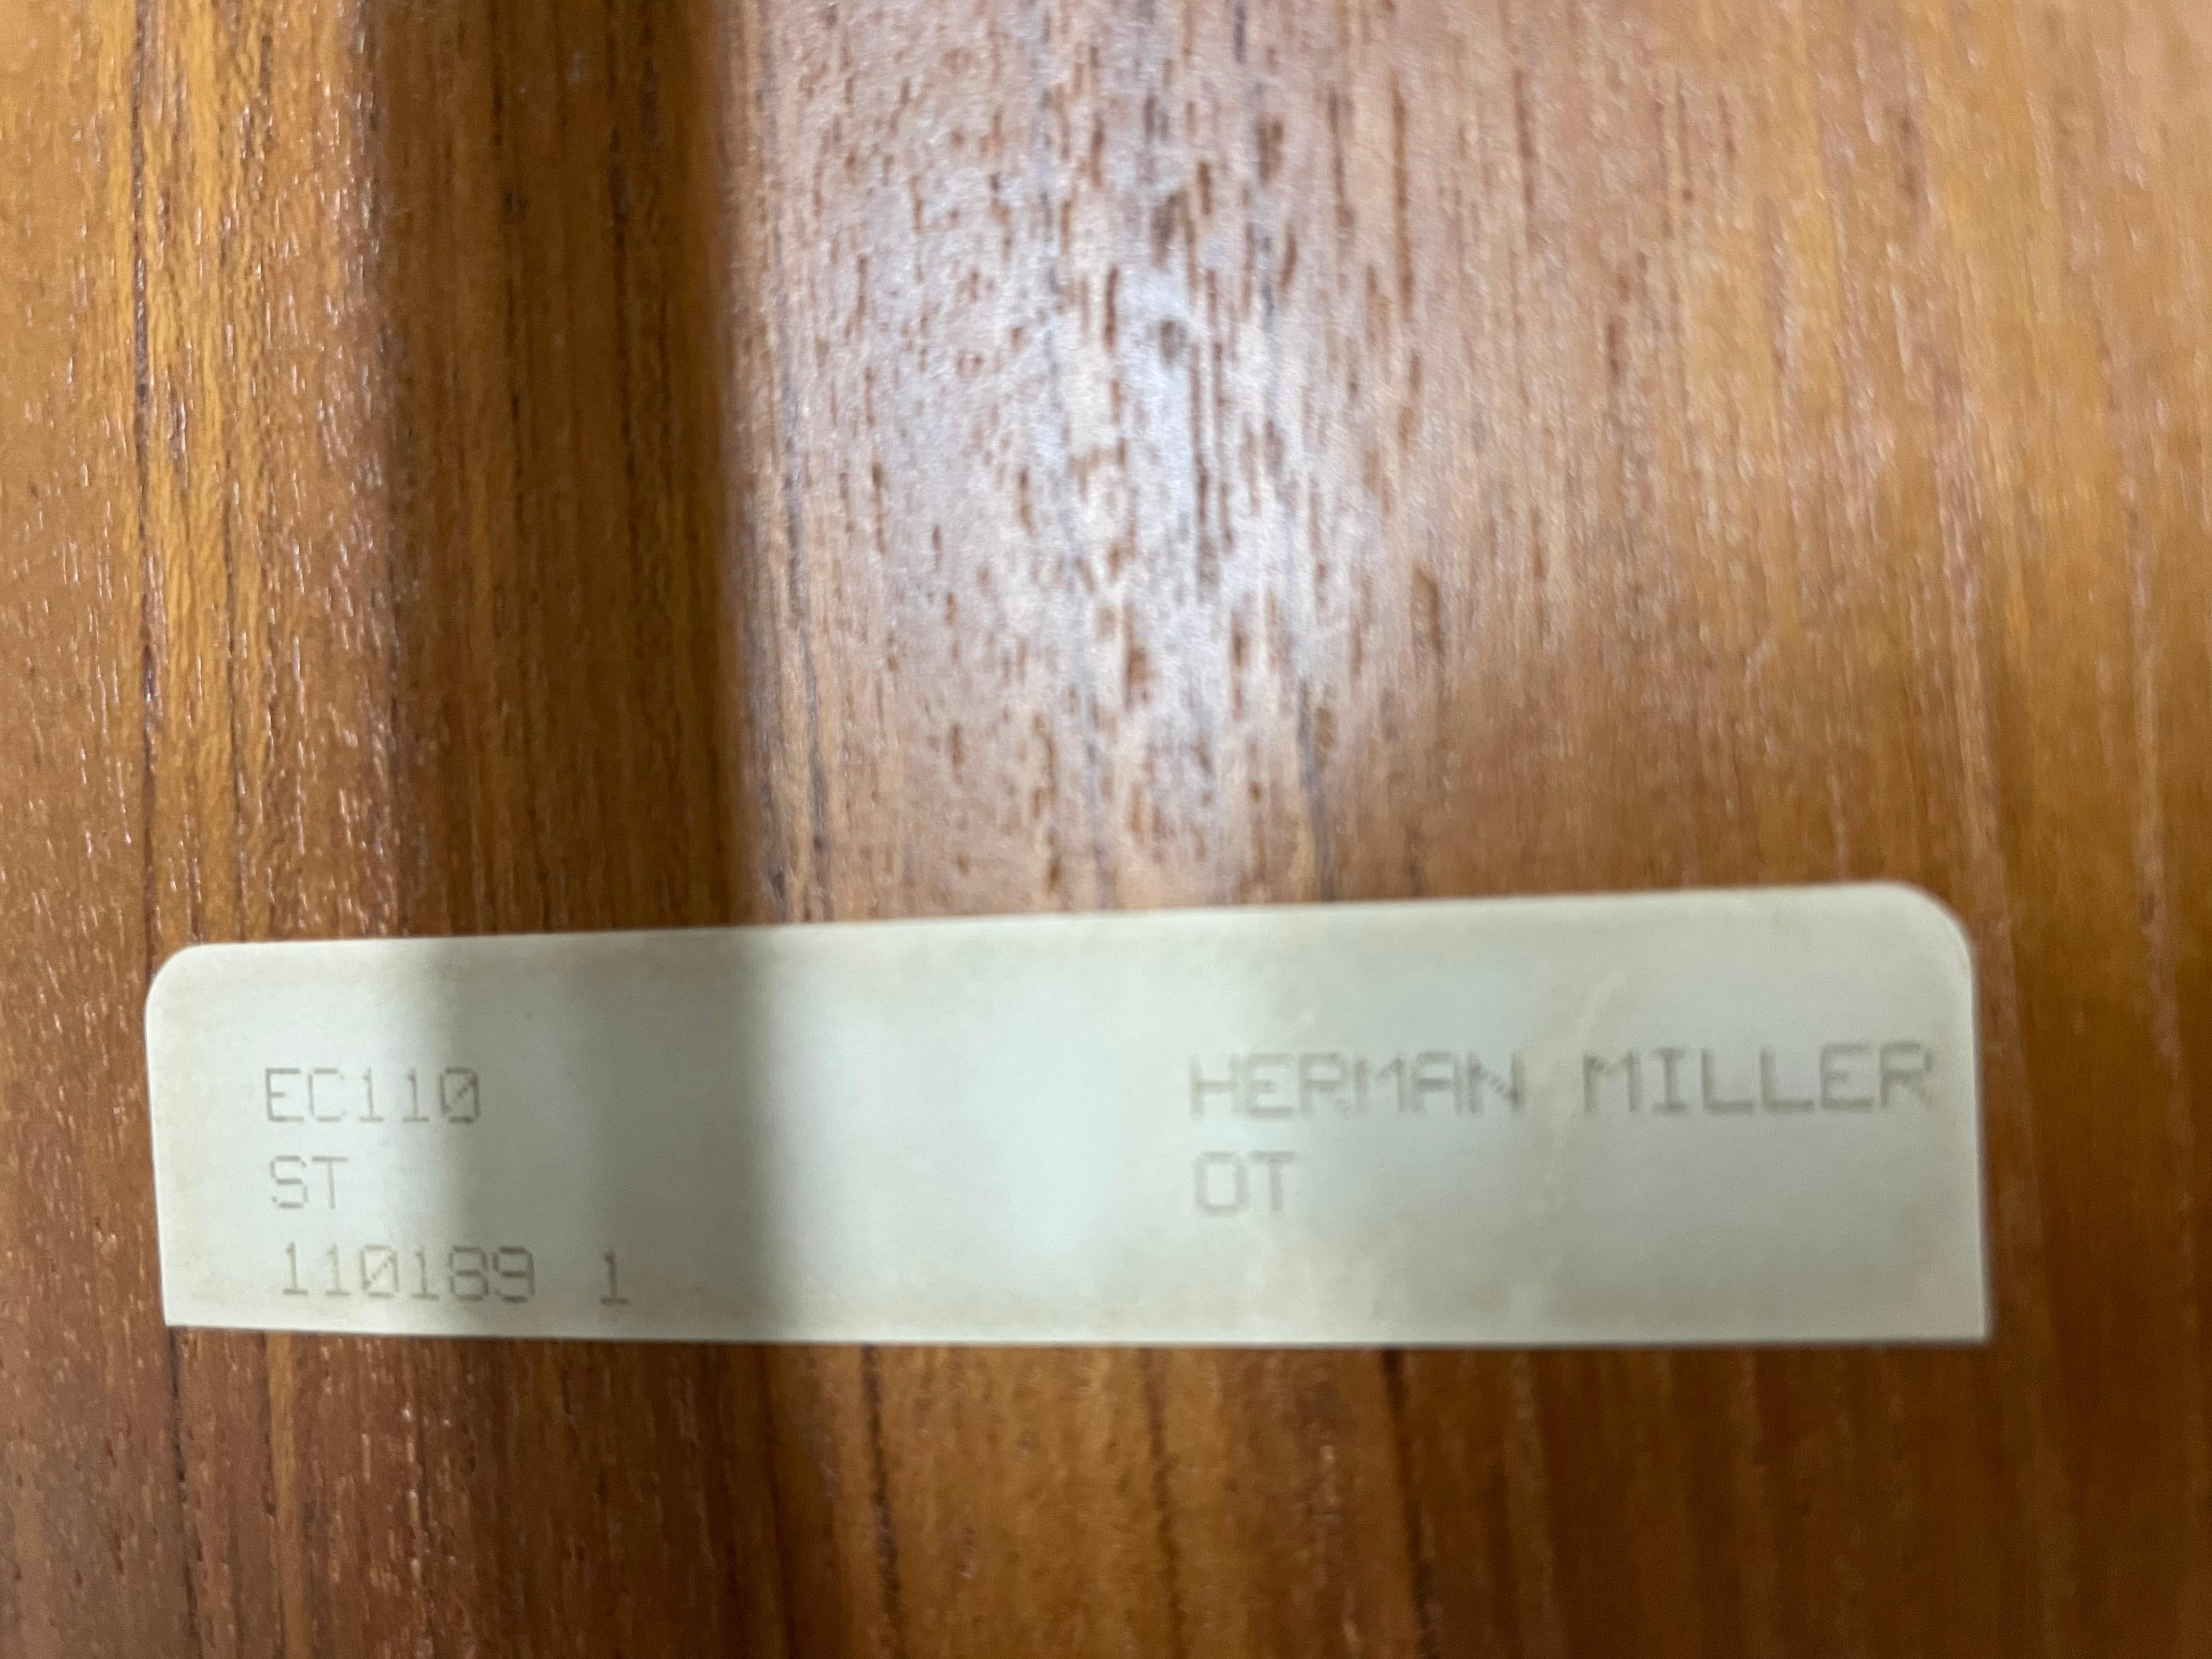 EC110 HERMAN MILLER
ST OT
110189 1